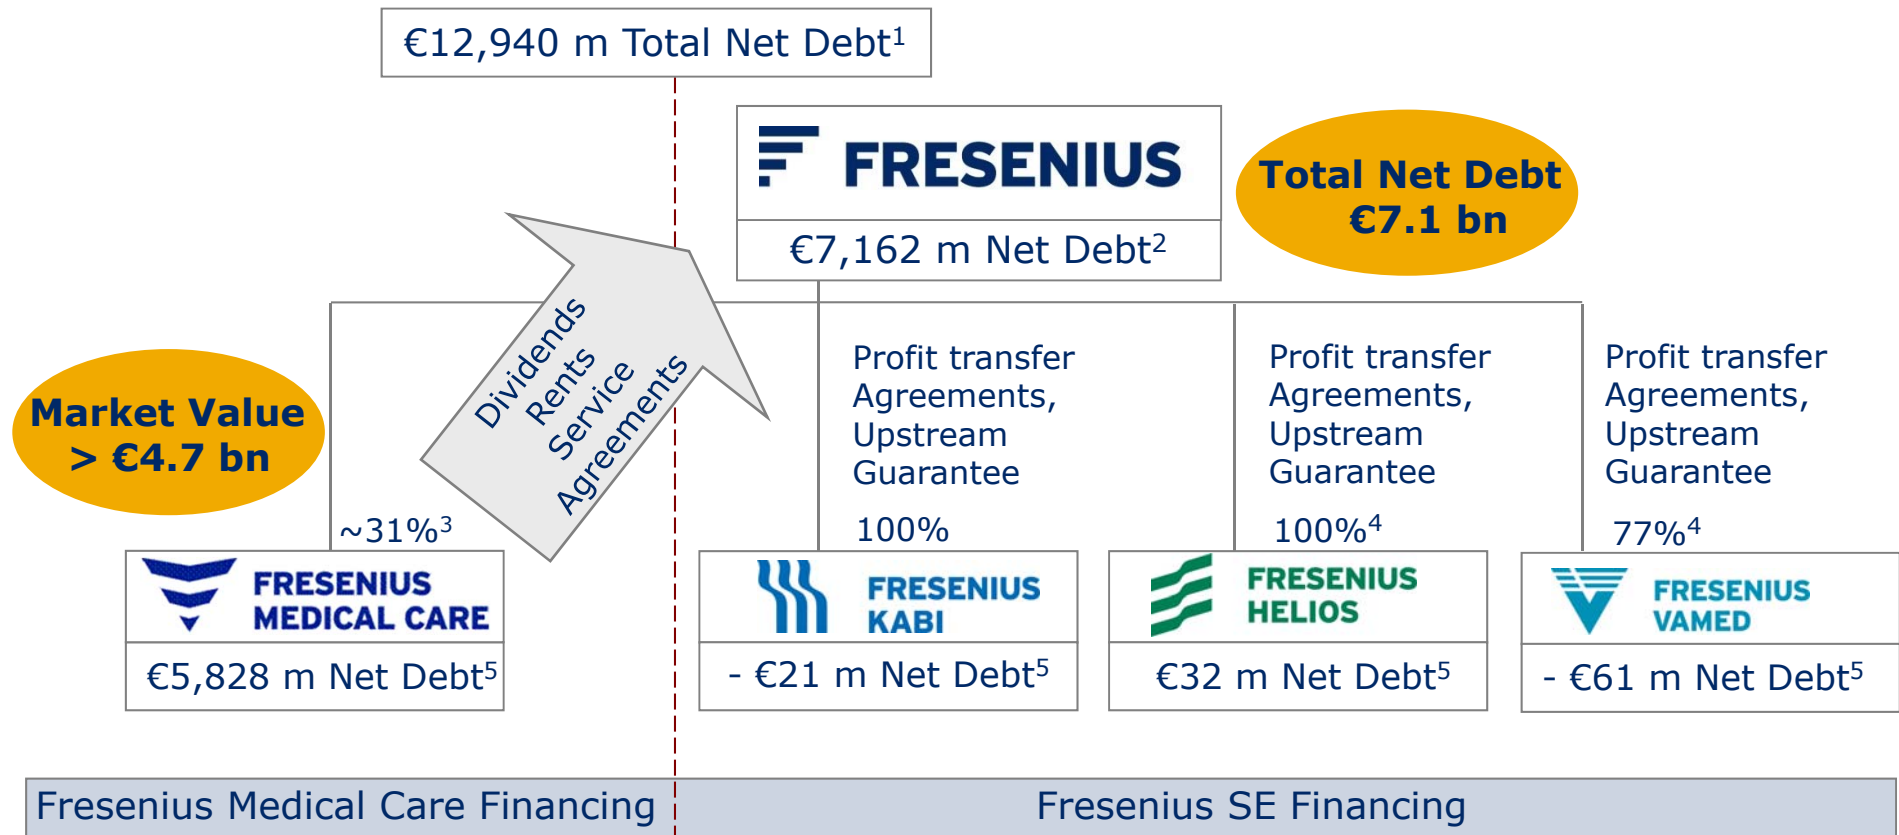 €12,940 m Total Net Debt¹
FRESENIUS
€7,162 m Net Debt²
Total Net Debt
€7.1 bn
Market Value
> €4.7 bn
Dividends
Rents
Service
Agreements
Profit transfer
Agreements,
Upstream
Guarantee
Profit transfer
Agreements,
Upstream
Guarantee
Profit transfer
Agreements,
Upstream
Guarantee
~31%³
100%
100%⁴
77%⁴
FRESENIUS
MEDICAL CARE
€5,828 m Net Debt⁵
FRESENIUS
KABI
- €21 m Net Debt⁵
FRESENIUS
HELIOS
€32 m Net Debt⁵
FRESENIUS
VAMED
- €61 m Net Debt⁵
Fresenius Medical Care Financing
Fresenius SE Financing